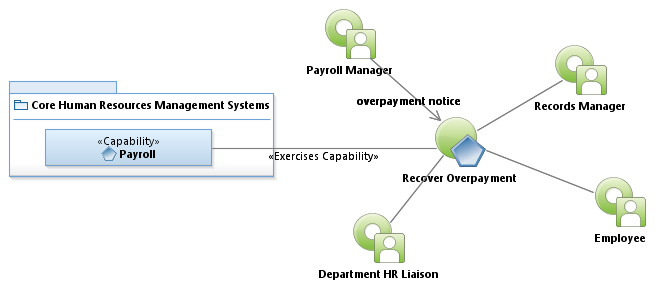 Payroll Manager
overpayment notice
Records Manager
Core Human Resources Management Systems
«Capability»
Payroll
«Exercises Capability»
Recover Overpayment
Employee
Department HR Liaison